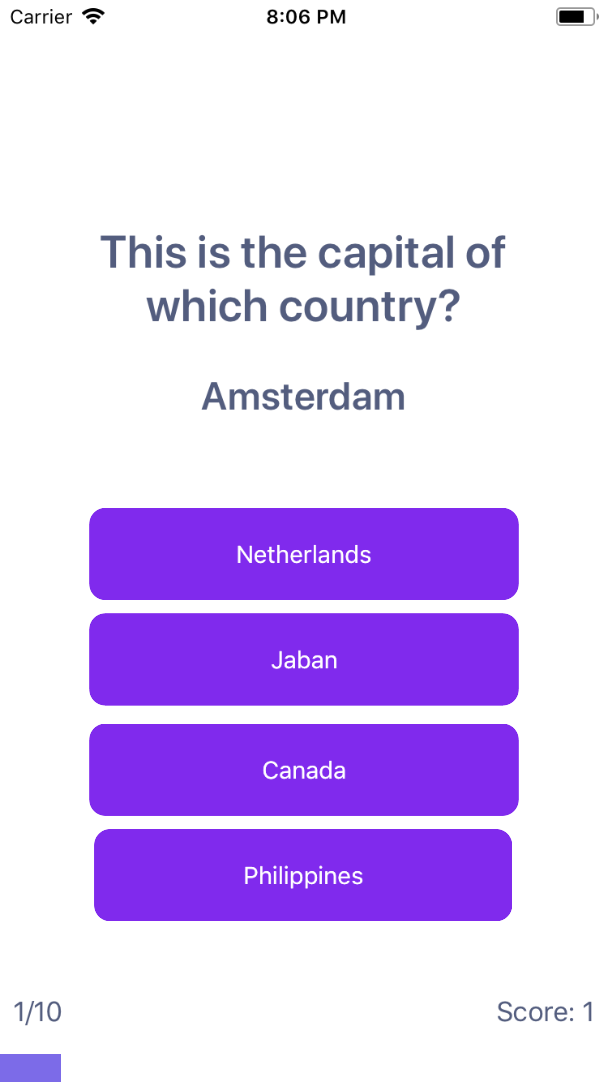 Carrier
8:06 PM
This is the capital of
which country?
Amsterdam
Netherlands
Jaban
Canada
Philippines
1/10
Score: 1